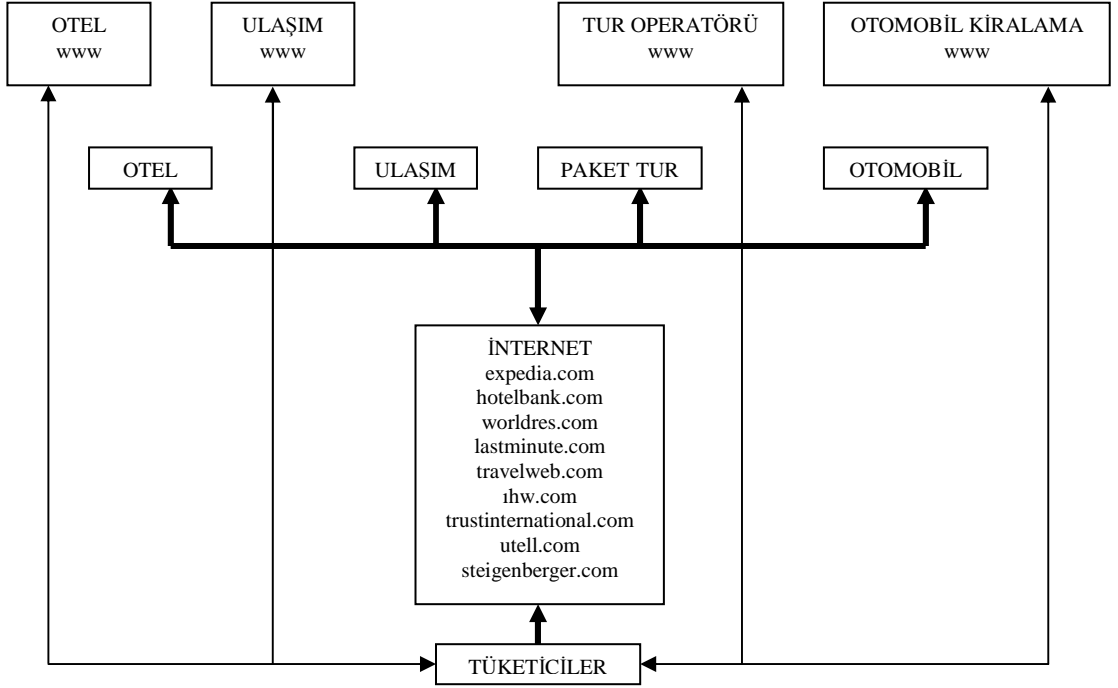 OTEL
www
ULAŞIM
www
TUR OPERATÖRÜ
www
OTOMOBİL KİRALAMA
www
OTEL
ULAŞIM
PAKET TUR
OTOMOBİL
İNTERNET
expedia.com
hotelbank.com
worldres.com
lastminute.com
travelweb.com
ıhw.com
trustinternational.com
utell.com
steigenberger.com
TÜKETİCİLER